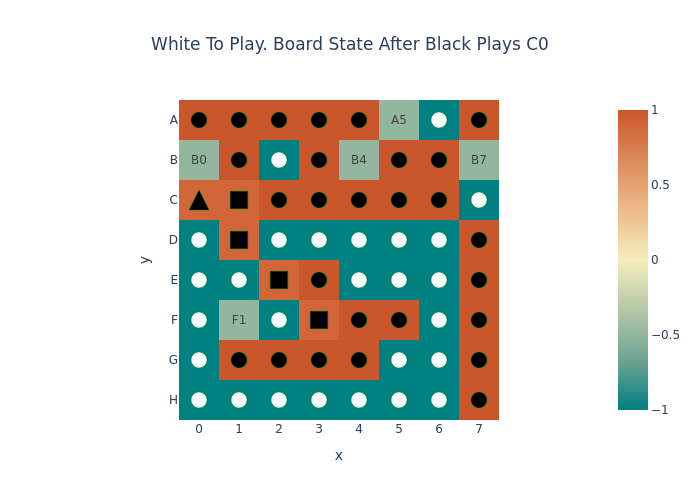 White To Play. Board State After Black Plays C0
A A5
B B0 B4 B7
C
D
E
F F1
G
H
0 1 2 3 4 5 6 7
x
y
1
0.5
0
−0.5
−1